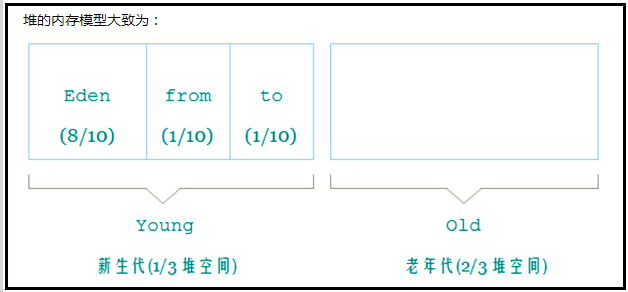 堆的内存模型大致为：
Eden from to
(8/10) (1/10) (1/10)
Young Old
新生代(1/3堆空间) 老年代(2/3堆空间)